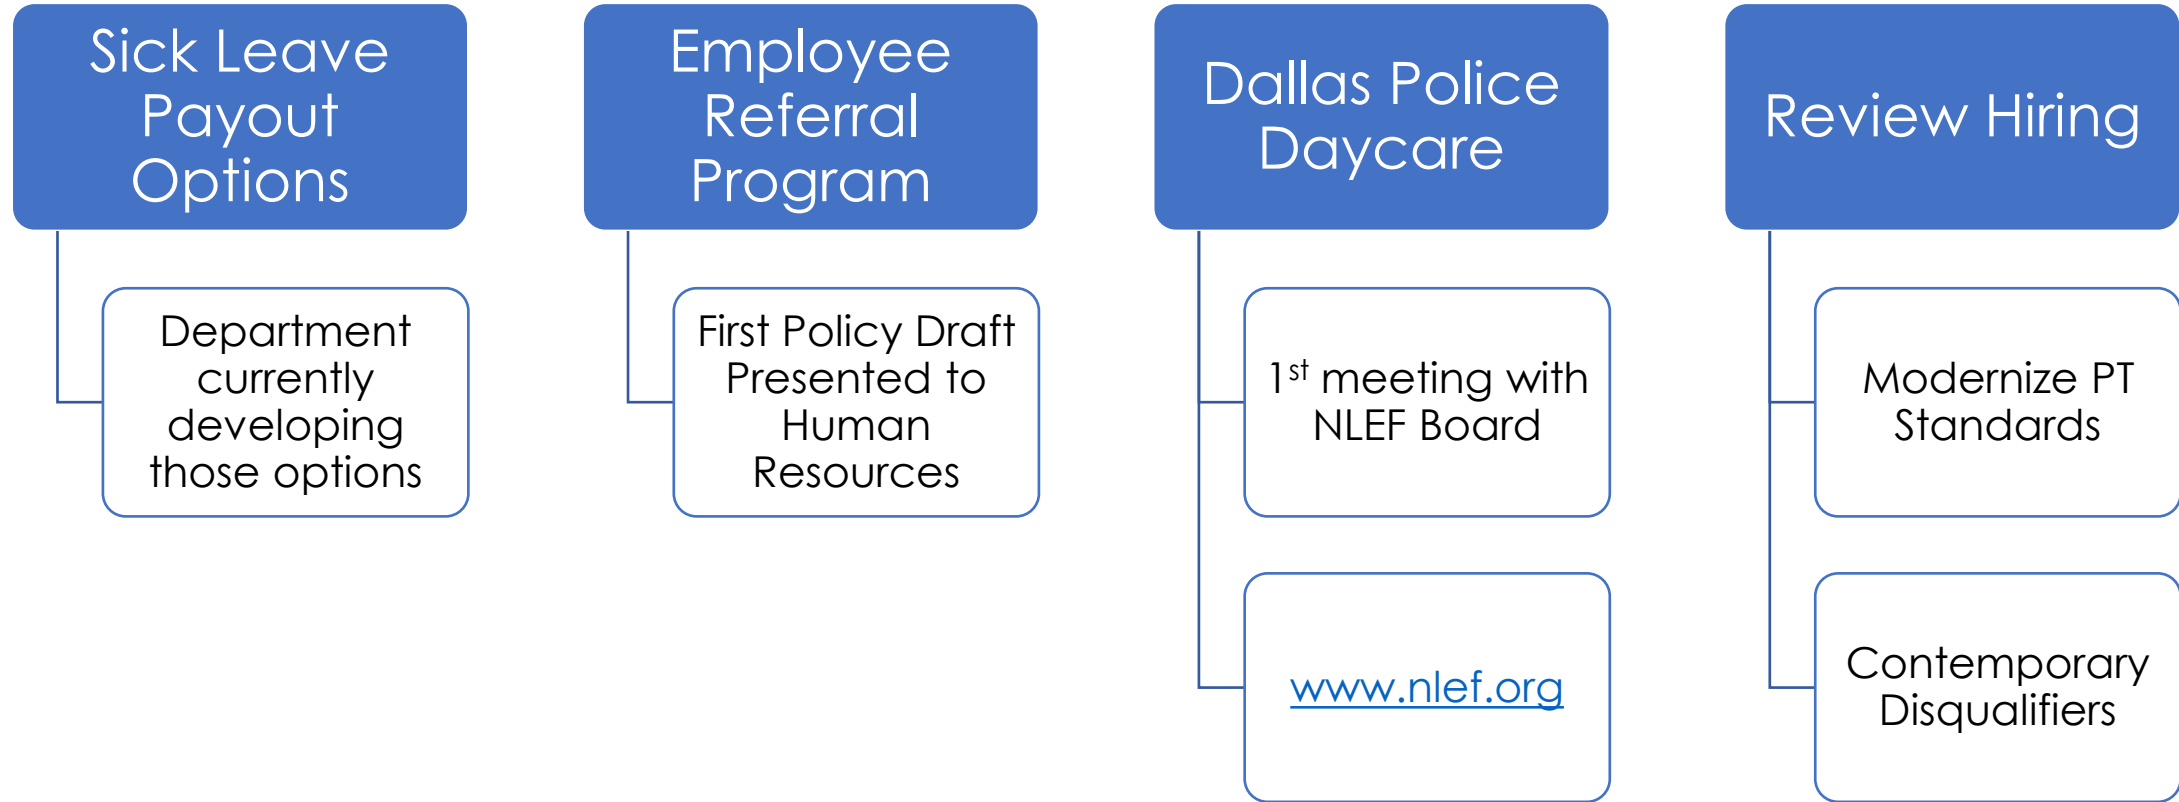 Sick Leave
Payout
Options
Department
currently
developing
those options
Employee
Referral
Program
First Policy Draft
Presented to
Human
Resources
Dallas Police
Daycare
1st meeting with
NLEF Board
www.nlef.org
Review Hiring
Modernize PT
Standards
Contemporary
Disqualifiers